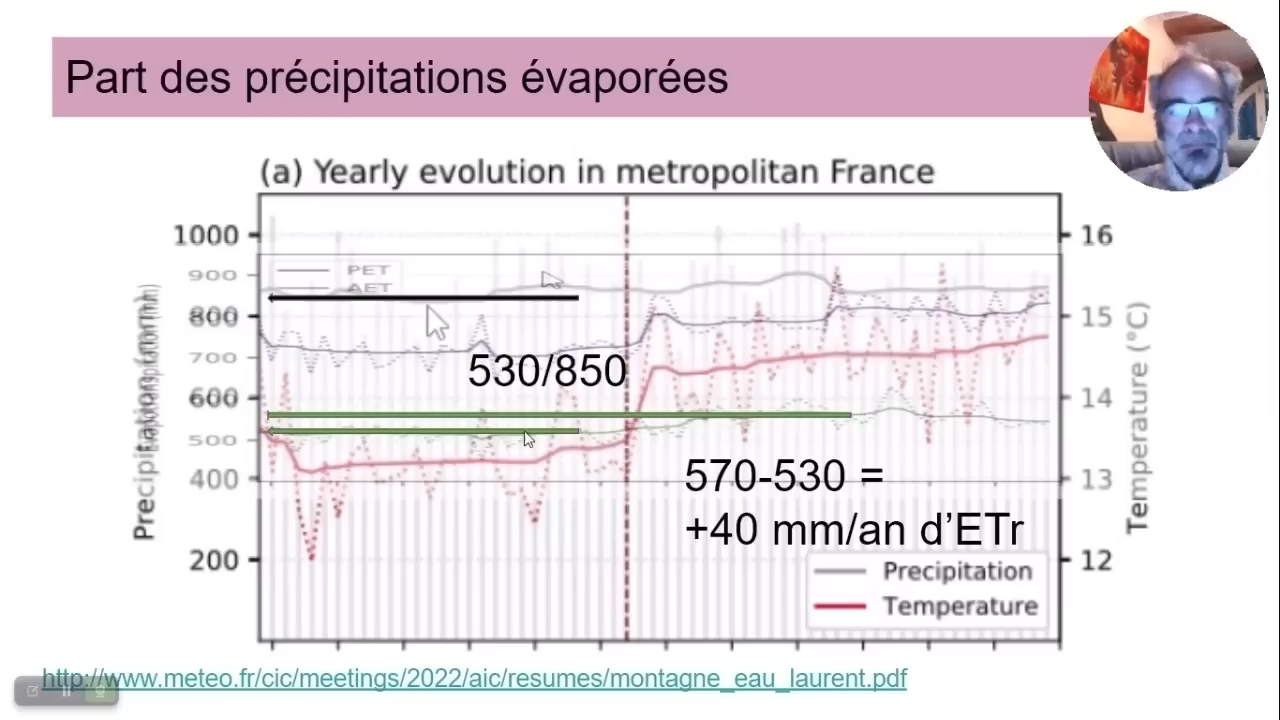 Part des précipitations évaporées
(a) Yearly evolution in metropolitan France
1000
900
800
700
600
500
400
200
Precipitation (mm)
PET
AET
16
15
14
13
12
Temperature (°C)
530/850
570-530 =
+40 mm/an d’ETr
Precipitation
Temperature
http://www.meteo.fr/cic/meetings/2022/aic/resumes/montagne_eau_laurent.pdf